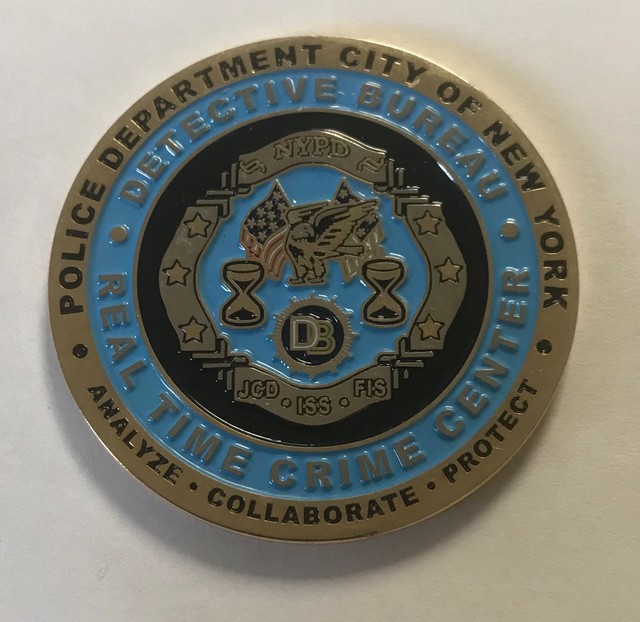 POLICE DEPARTMENT CITY OF NEW YORK
DETECTIVE BUREAU
NYPD
DB
JCD • ISS • FIS
REAL TIME CRIME CENTER
ANALYZE • COLLABORATE • PROTECT